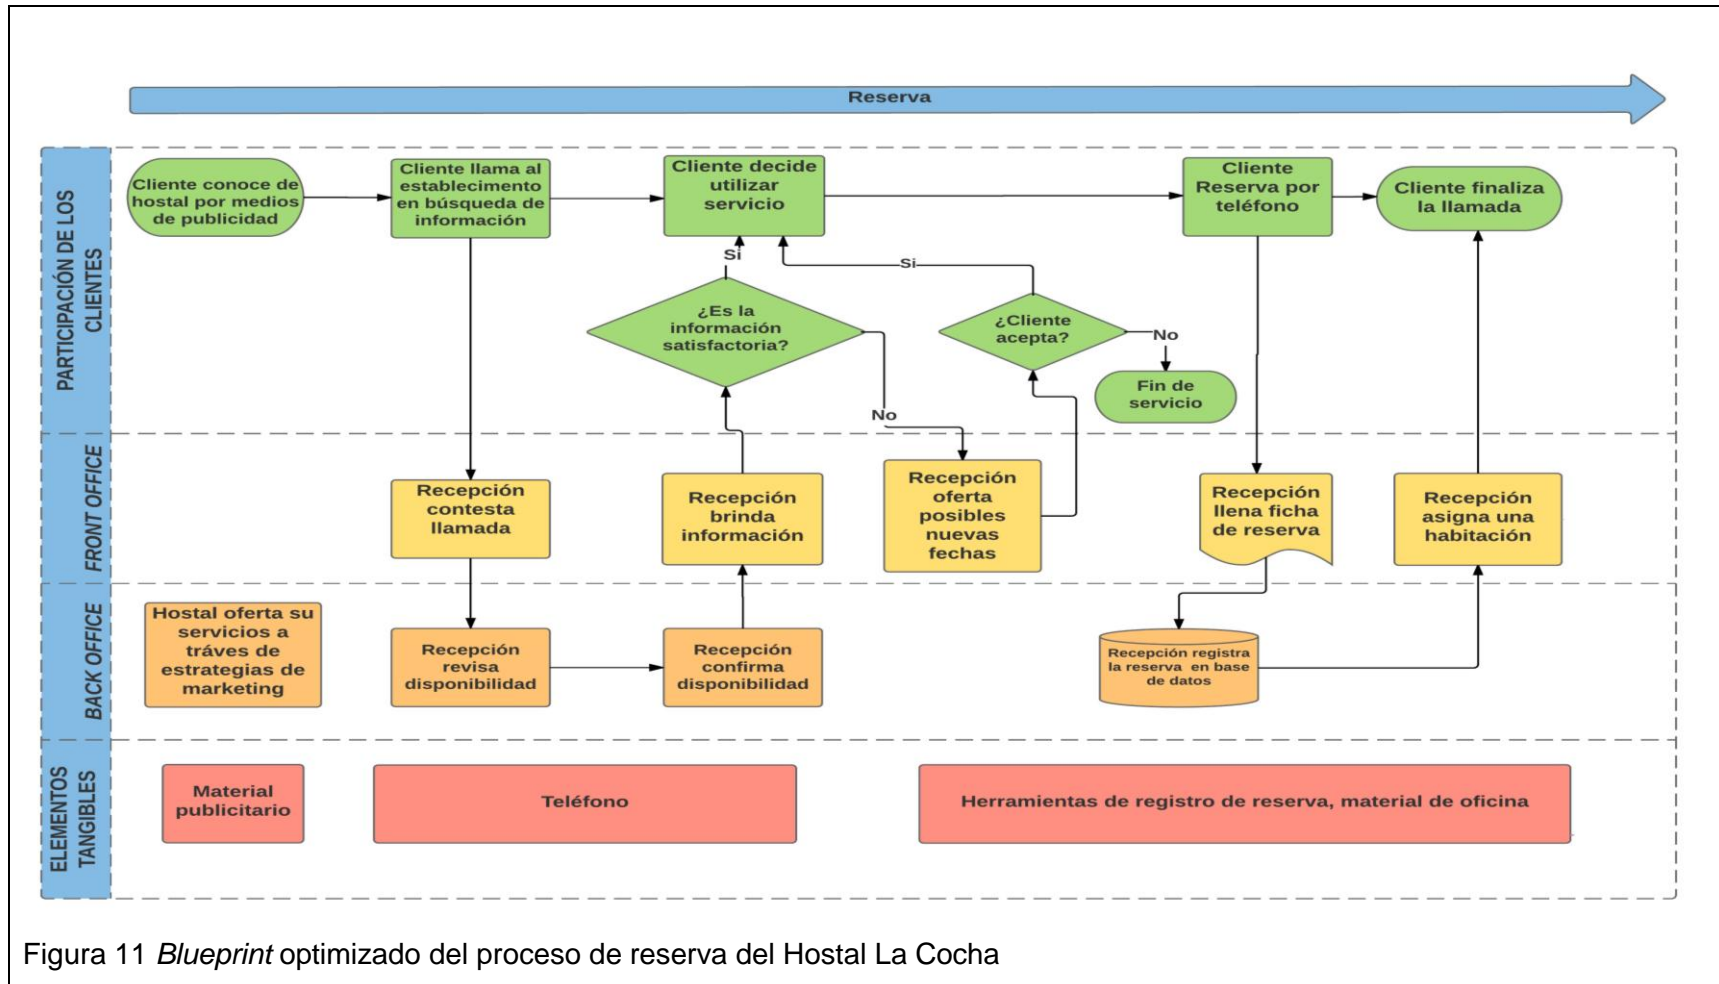 Reserva
PARTICIPACIÓN DE LOS
CLIENTES
Cliente conoce de
hostal por medios
de publicidad
Cliente llama al
establecimento
en búsqueda de
información
Cliente decide
utilizar
servicio
Cliente
Reserva por
teléfono
Cliente finaliza
la llamada
Si
Si
¿Es la
información
satisfactoria?
¿Cliente
acepta?
No
Fin de
servicio
No
FRONT OFFICE
Recepción
contesta
llamada
Recepción
brinda
información
Recepción
oferta
posibles
nuevas
fechas
Recepción
llena ficha
de reserva
Recepción
asigna una
habitación
BACK OFFICE
Hostal oferta su
servicios a
tráves de
estrategias de
marketing
Recepción
revisa
disponibilidad
Recepción
confirma
disponibilidad
Recepción registra
la reserva en base
de datos
ELEMENTOS
TANGIBLES
Material
publicitario
Teléfono
Herramientas de registro de reserva, material de oficina
Figura 11 Blueprint optimizado del proceso de reserva del Hostal La Cocha